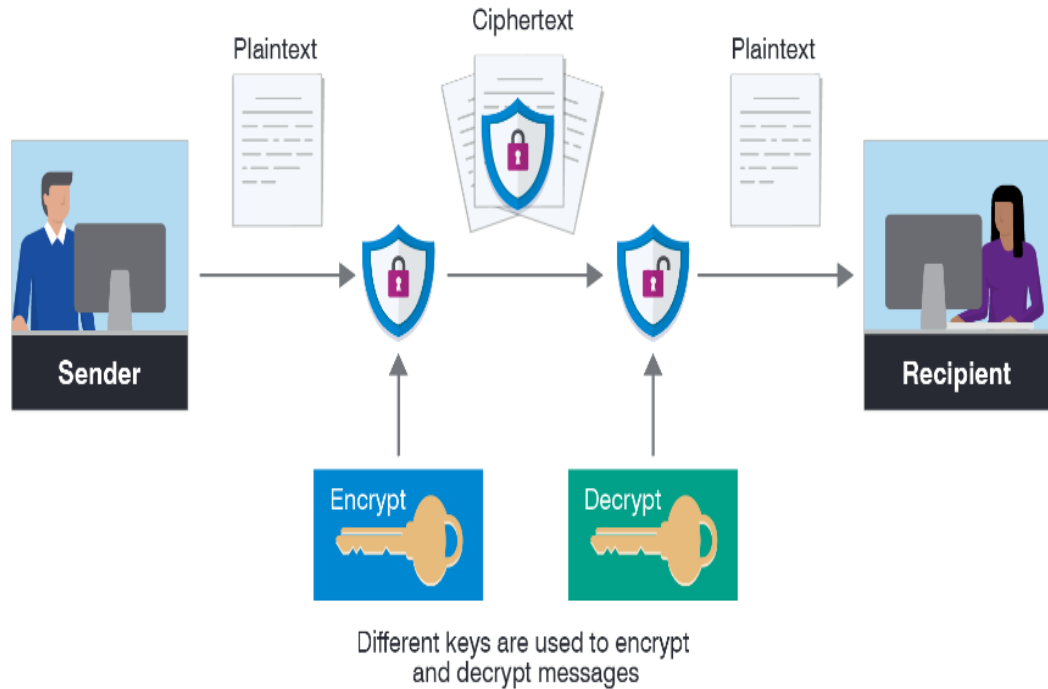 Ciphertext
Plaintext
Plaintext
Sender
Recipient
Encrypt
Decrypt
Different keys are used to encrypt
and decrypt messages